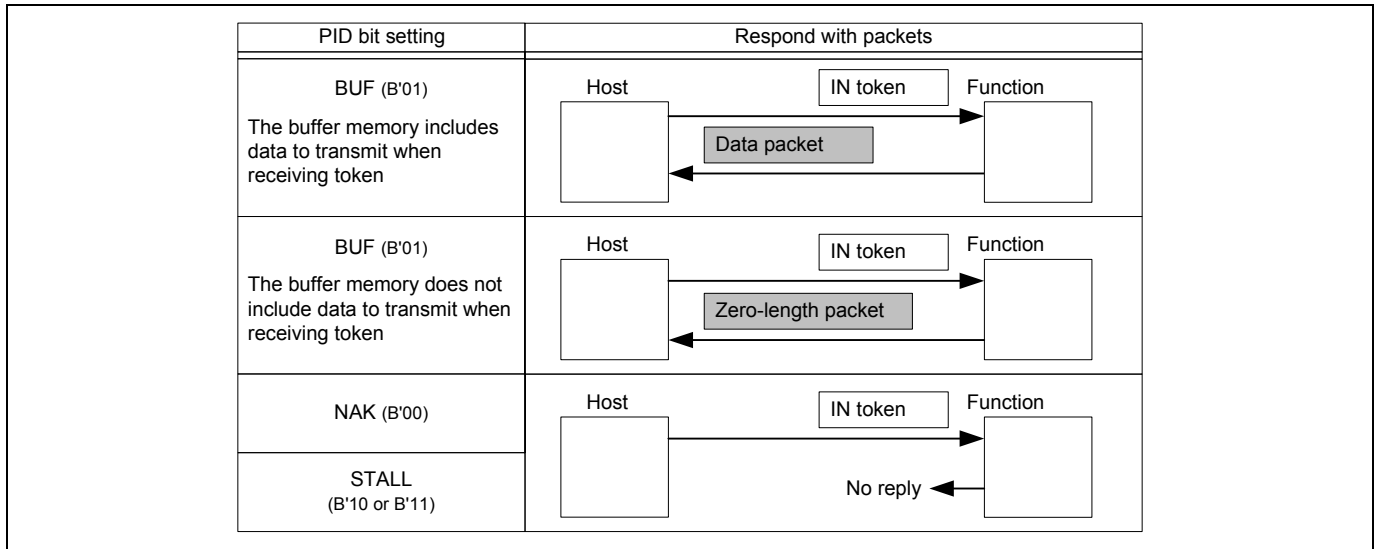 PID bit setting
Respond with packets
BUF (B'01)
The buffer memory includes
data to transmit when
receiving token
Host
IN token
Function
Data packet
BUF (B'01)
The buffer memory does not
include data to transmit when
receiving token
Host
IN token
Function
Zero-length packet
NAK (B'00)
STALL
(B'10 or B'11)
Host
IN token
Function
No reply